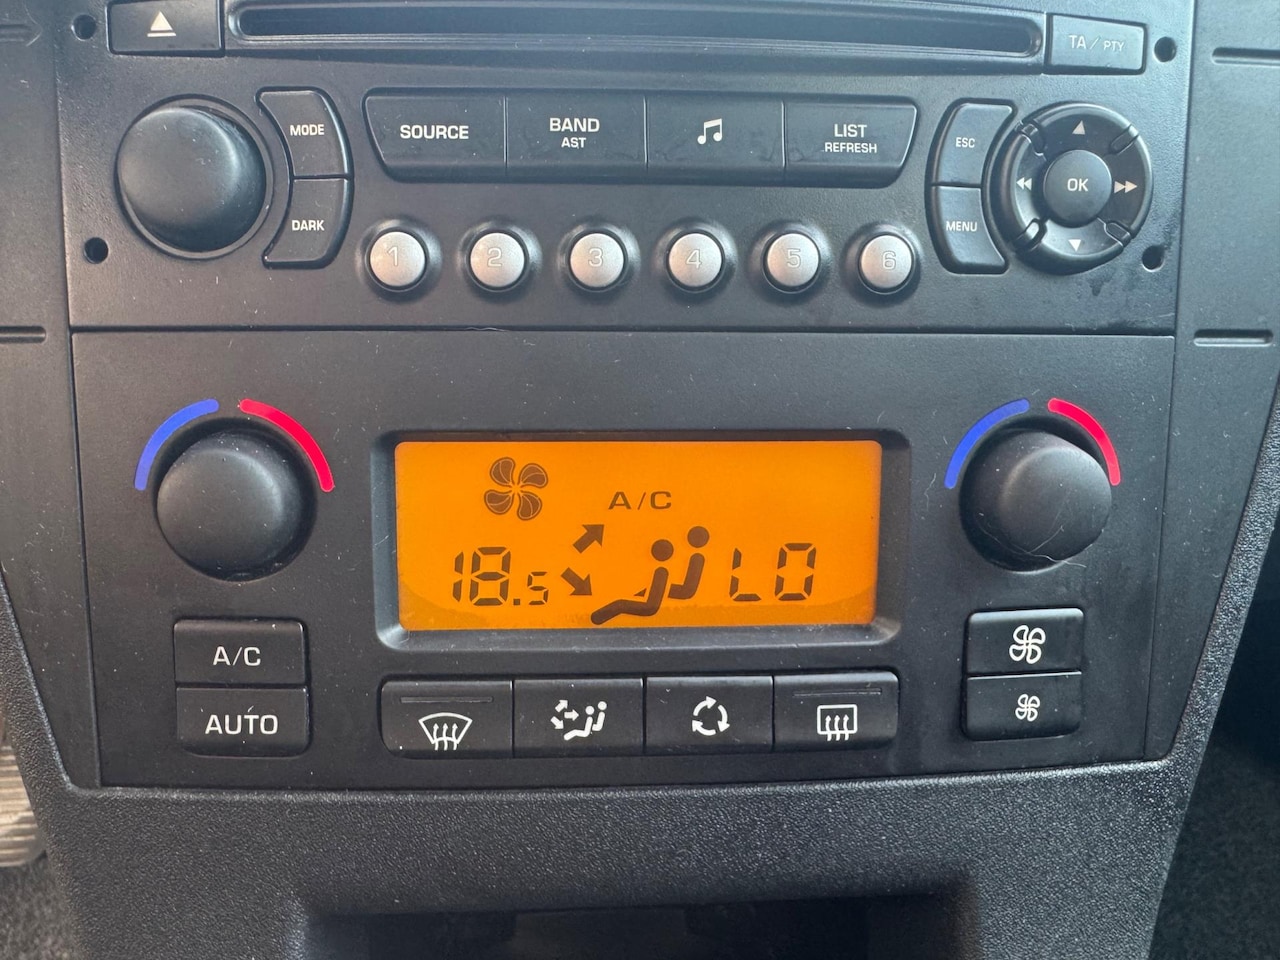 TA / PTY
MODE
SOURCE
BAND
AST
LIST
REFRESH
ESC
OK
DARK
MENU
1 2 3 4 5 6
A/C
18.5
LO
A/C
AUTO